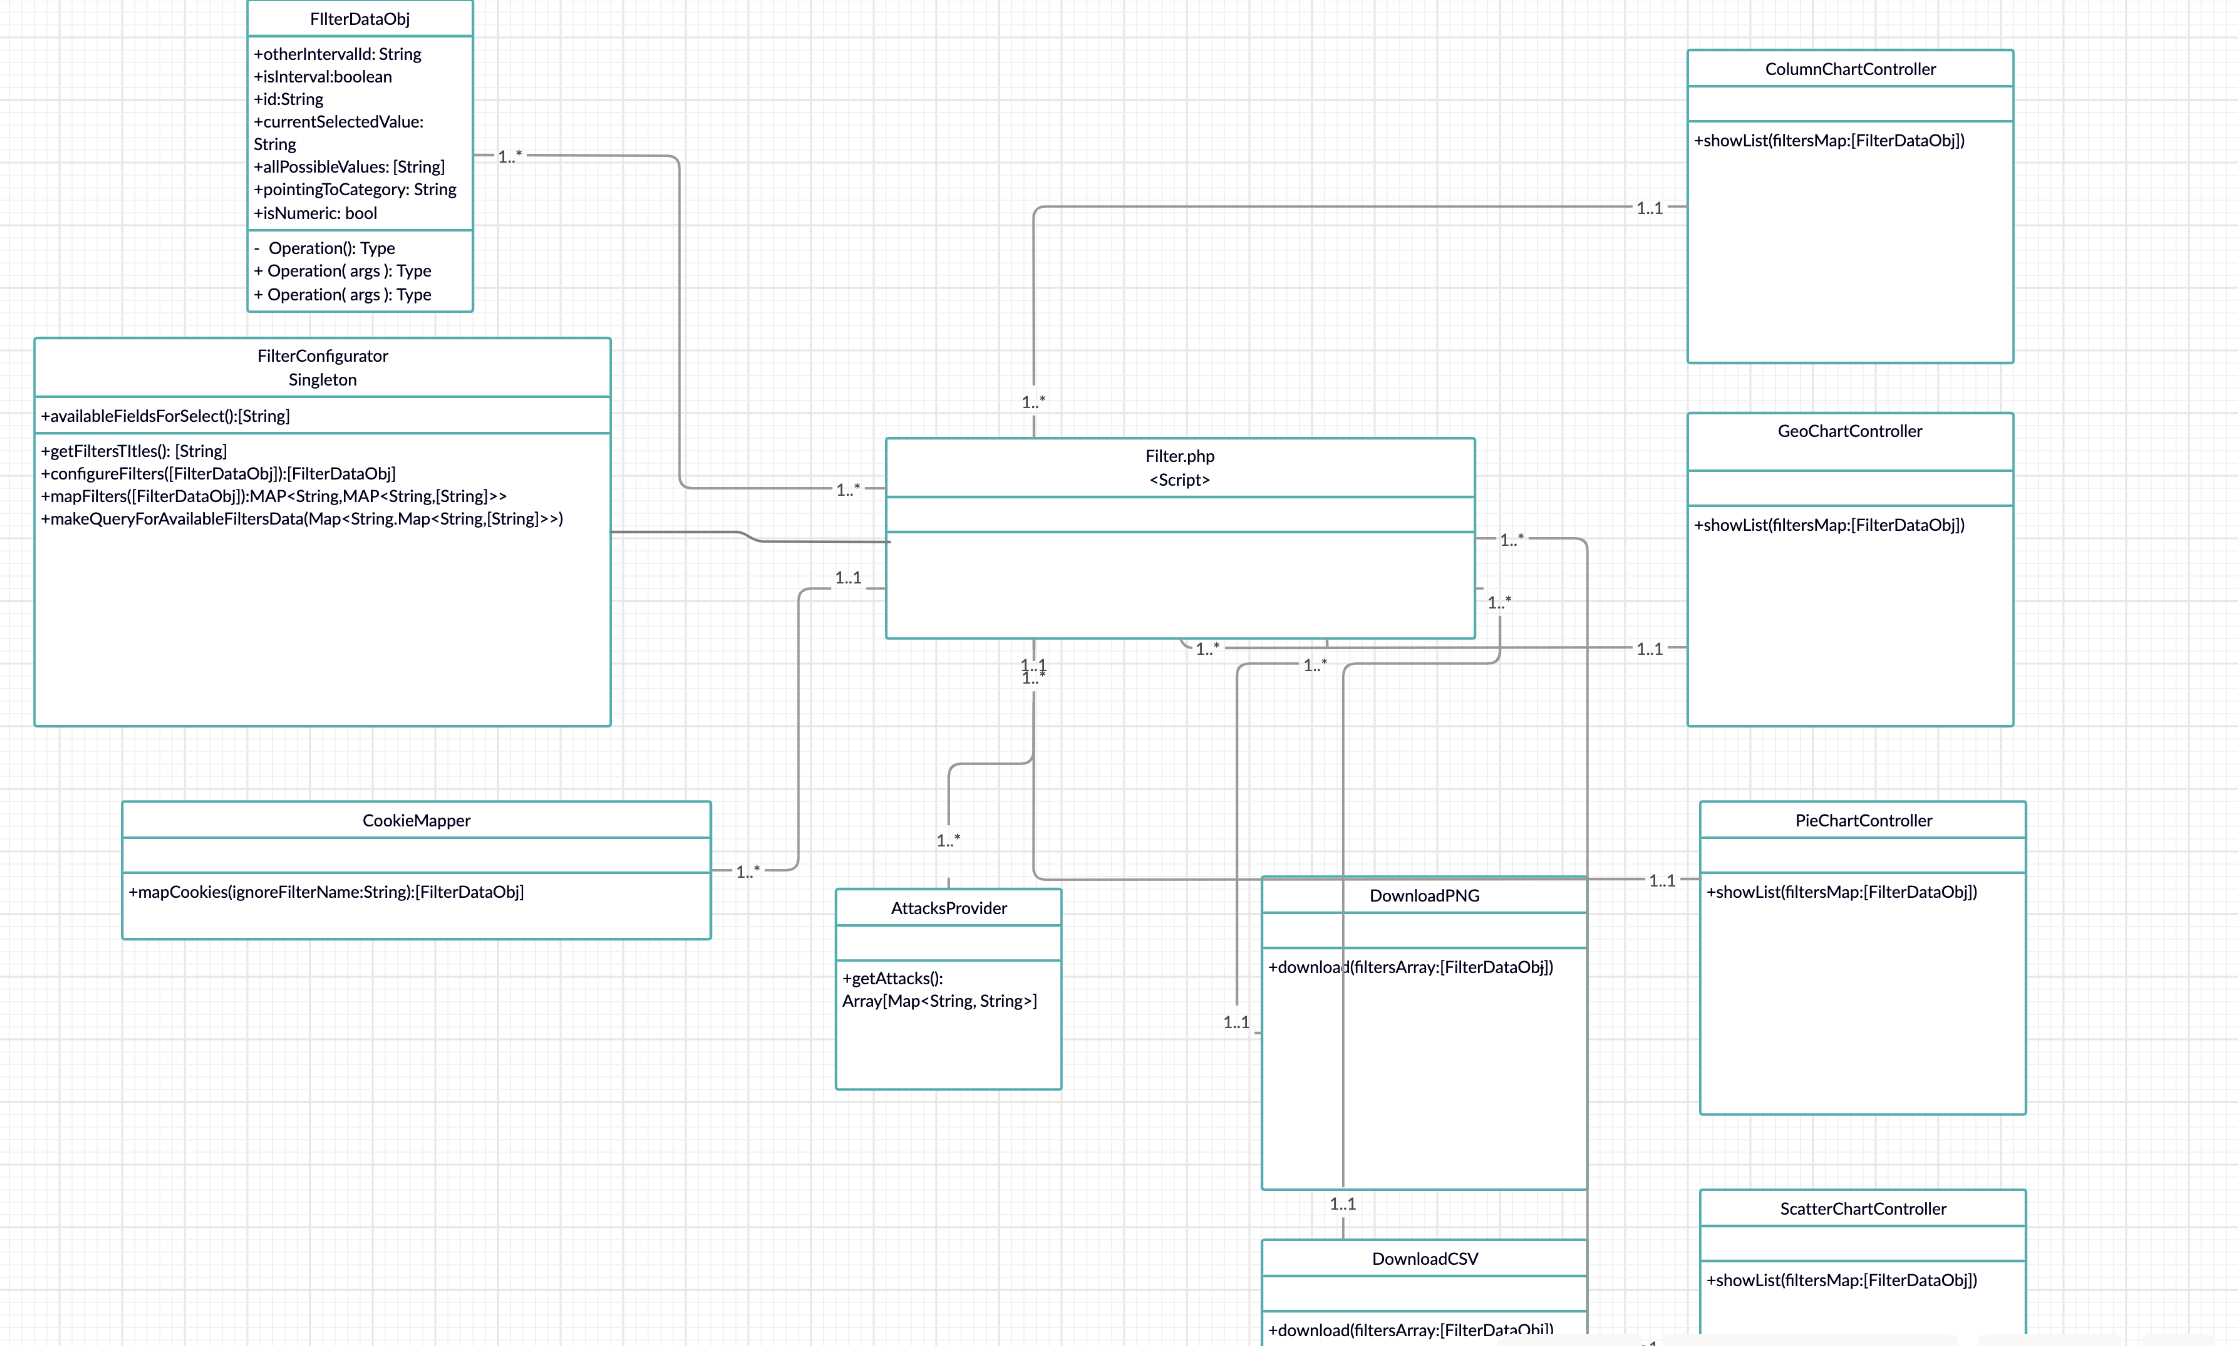 FIlterDataObj
+otherIntervalId: String
+isInterval:boolean
+id:String
+currentSelectedValue:
String
+allPossibleValues: [String]
+pointingToCategory: String
+isNumeric: bool
-  Operation(): Type
+ Operation( args ): Type
+ Operation( args ): Type
1..*
FilterConfigurator
Singleton
+availableFieldsForSelect():[String]
+getFiltersTItles(): [String]
+configureFilters([FilterDataObj]):[FilterDataObj]
+mapFilters([FilterDataObj]):MAP<String,MAP<String,[String]>>
+makeQueryForAvailableFiltersData(Map<String.Map<String,[String]>>)
CookieMapper
+mapCookies(ignoreFilterName:String):[FilterDataObj]
1..*
1..*
Filter.php
<Script>
1..*
1..1
1..*
1..*
1..1
1..*
1..*
1..*
1..*
AttacksProvider
+getAttacks():
Array[Map<String, String>]
1..1
DownloadPNG
+download(filtersArray:[FilterDataObj])
1..1
DownloadCSV
+download(filtersArray:[FilterDataObj])
1..1
ColumnChartController
+showList(filtersMap:[FilterDataObj])
1..1
GeoChartController
+showList(filtersMap:[FilterDataObj])
1..1
PieChartController
+showList(filtersMap:[FilterDataObj])
ScatterChartController
+showList(filtersMap:[FilterDataObj])